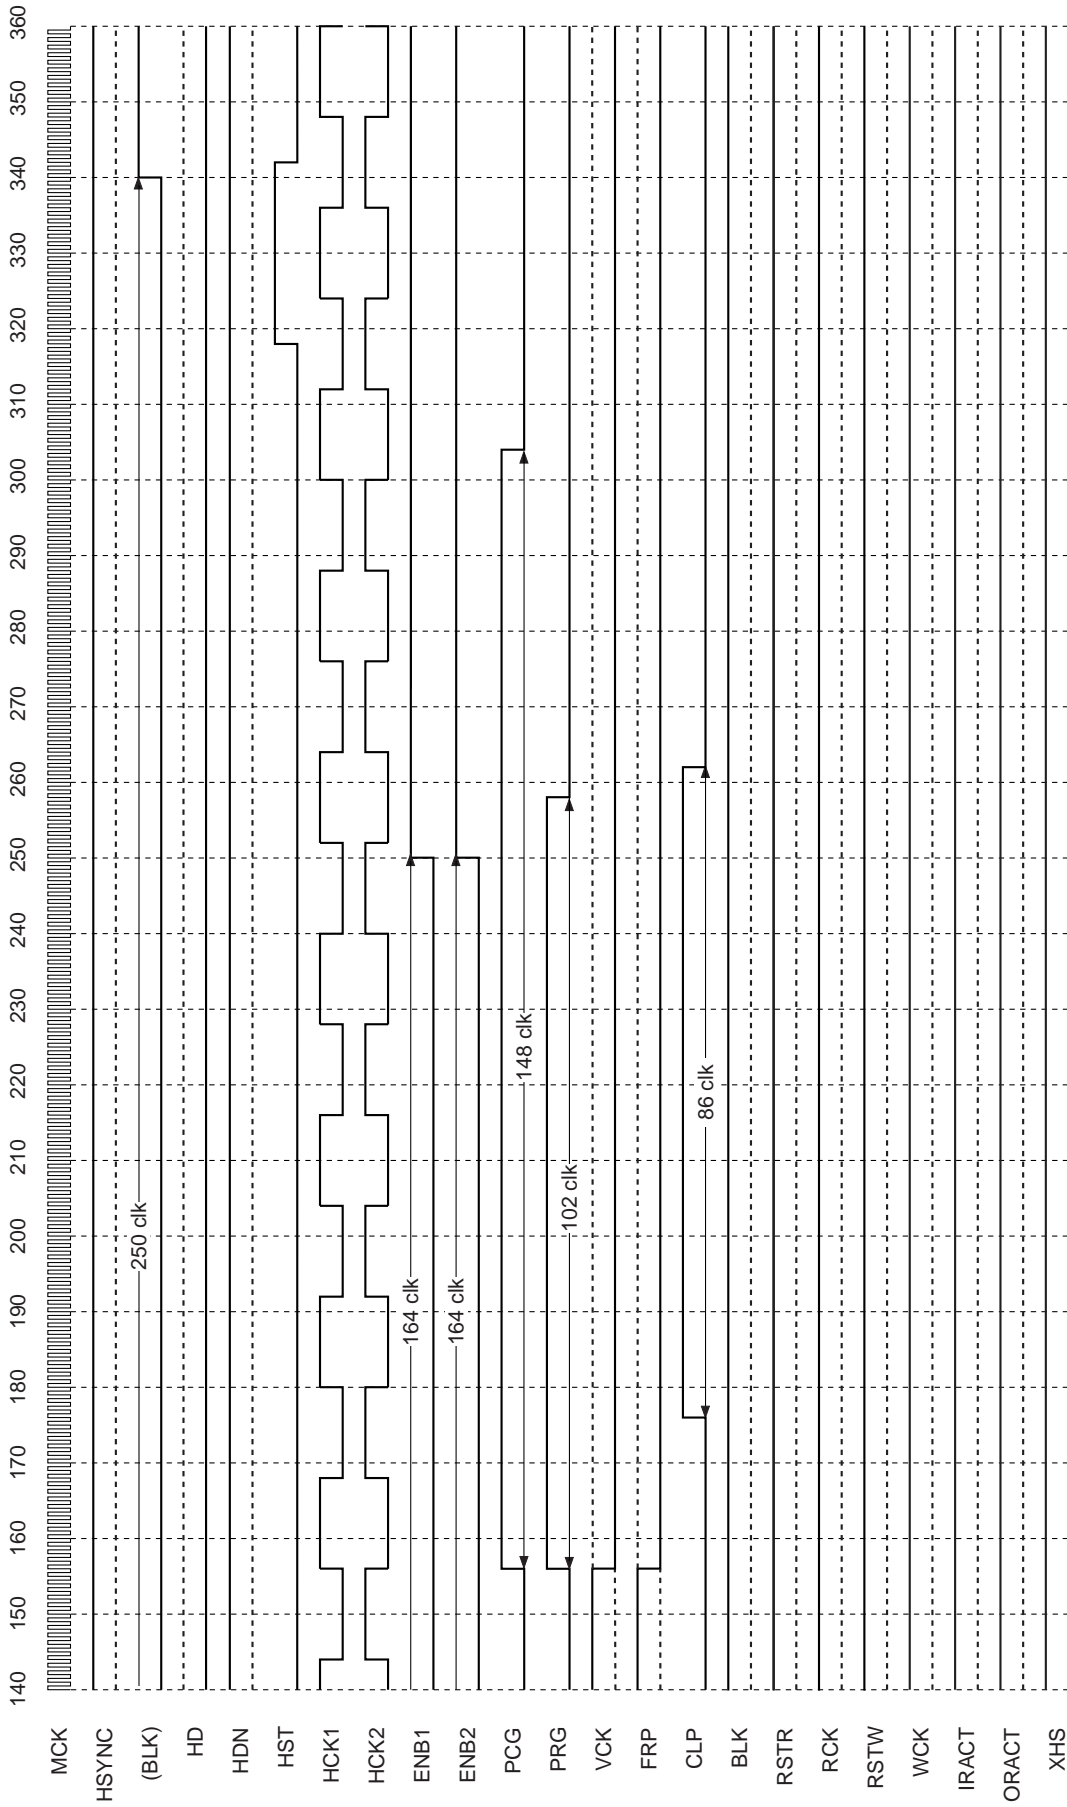 MCK
HSYNC
(BLK)
HD
HDN
HST
HCK1
HCK2
ENB1
ENB2
PCG
PRG
VCK
FRP
CLP
BLK
RSTR
RCK
RSTW
WCK
IRACT
ORACT
XHS
140
150
160
170
180
190
200
210
220
230
240
250
260
270
280
290
300
310
320
330
340
350
360
250 clk
164 clk
164 clk
148 clk
102 clk
86 clk